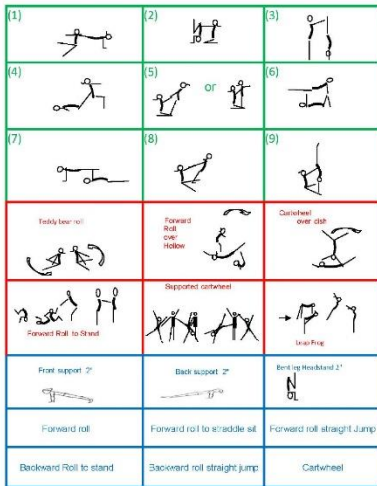 (1) (2) (3)
(4) (5) or (6)
(7) (8) (9)
Teddy bear roll
Forward
Roll
over
Hollow
Cartwheel
over dish
Forward Roll to Stand
Supported cartwheel
Leap Frog
Front support 2"
Back support 2"
Bent leg Headstand 2"
Forward roll
Forward roll to straddle sit
Forward roll straight Jump
Backward Roll to stand
Backward roll straight jump
Cartwheel